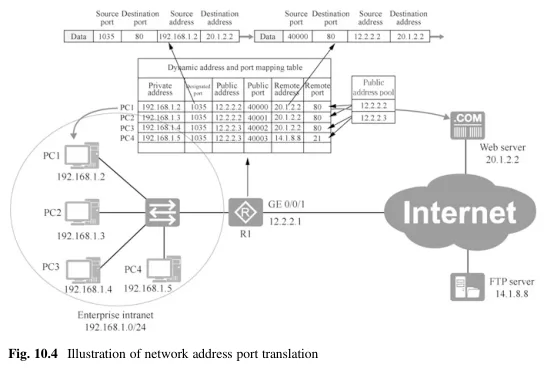 Source port Destination port Source address Destination address
Data 1035 80 192.168.1.2 20.1.2.2
Source port Destination port Source address Destination address
Data 40000 80 12.2.2.2 20.1.2.2
Dynamic address and port mapping table
Private address Designated port Public address Public port Remote address Remote port
PC1 192.168.1.2 1035 12.2.2.2 40000 20.1.2.2 80
PC2 192.168.1.3 1035 12.2.2.2 40001 20.1.2.2 80
PC3 192.168.1.4 1035 12.2.2.3 40002 20.1.2.2 80
PC4 192.168.1.5 1035 12.2.2.3 40003 14.1.8.8 21
Public address pool
12.2.2.2
12.2.2.3
.COM
Web server
20.1.2.2
PC1
192.168.1.2
PC2
192.168.1.3
PC3
192.168.1.4
PC4
192.168.1.5
R
R1
GE 0/0/1
12.2.2.1
Internet
FTP server
14.1.8.8
Enterprise intranet
192.168.1.0/24
Fig. 10.4 Illustration of network address port translation